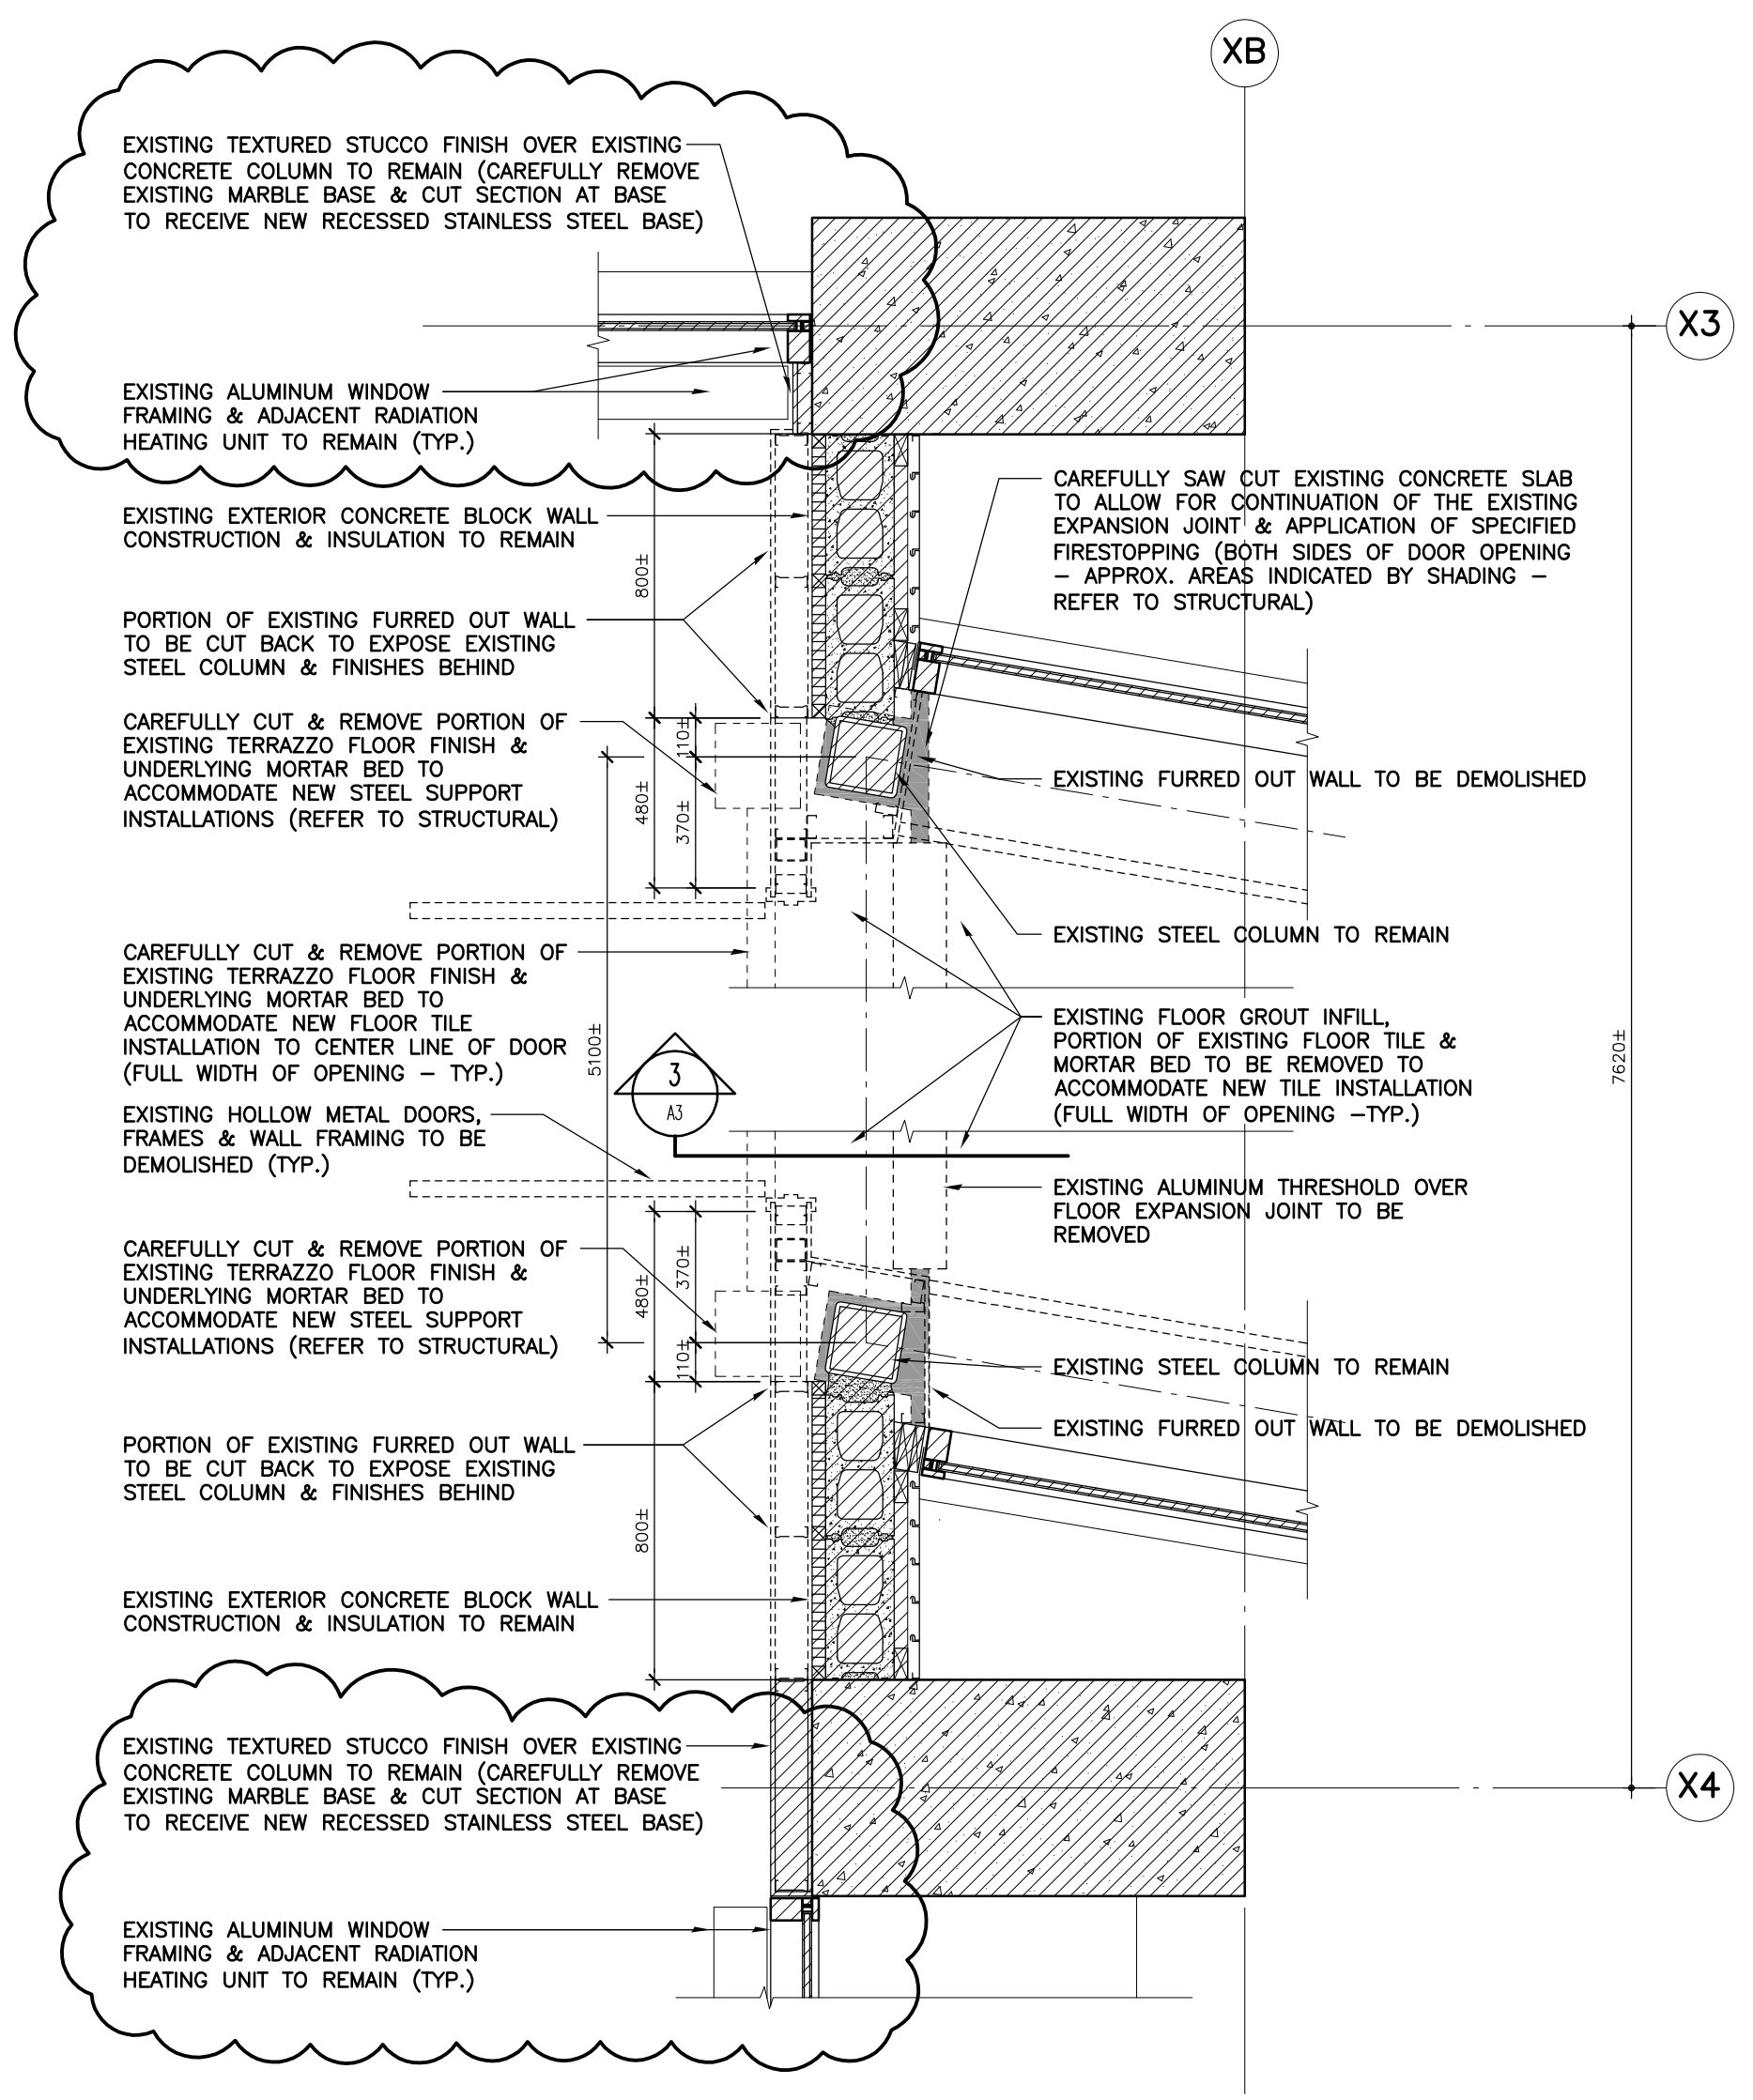 XB
EXISTING TEXTURED STUCCO FINISH OVER EXISTING
CONCRETE COLUMN TO REMAIN (CAREFULLY REMOVE
EXISTING MARBLE BASE & CUT SECTION AT BASE
TO RECEIVE NEW RECESSED STAINLESS STEEL BASE)
X3
EXISTING ALUMINUM WINDOW
FRAMING & ADJACENT RADIATION
HEATING UNIT TO REMAIN (TYP.)
CAREFULLY SAW CUT EXISTING CONCRETE SLAB
TO ALLOW FOR CONTINUATION OF THE EXISTING
EXPANSION JOINT & APPLICATION OF SPECIFIED
FIRESTOPPING (BOTH SIDES OF DOOR OPENING
– APPROX. AREAS INDICATED BY SHADING –
REFER TO STRUCTURAL)
EXISTING EXTERIOR CONCRETE BLOCK WALL
CONSTRUCTION & INSULATION TO REMAIN
800±
PORTION OF EXISTING FURRED OUT WALL
TO BE CUT BACK TO EXPOSE EXISTING
STEEL COLUMN & FINISHES BEHIND
CAREFULLY CUT & REMOVE PORTION OF
EXISTING TERRAZZO FLOOR FINISH &
UNDERLYING MORTAR BED TO
ACCOMMODATE NEW STEEL SUPPORT
INSTALLATIONS (REFER TO STRUCTURAL)
110±
480±
370±
EXISTING FURRED OUT WALL TO BE DEMOLISHED
EXISTING STEEL COLUMN TO REMAIN
CAREFULLY CUT & REMOVE PORTION OF
EXISTING TERRAZZO FLOOR FINISH &
UNDERLYING MORTAR BED TO
ACCOMMODATE NEW FLOOR TILE
INSTALLATION TO CENTER LINE OF DOOR
(FULL WIDTH OF OPENING – TYP.)
5100±
3
A3
EXISTING FLOOR GROUT INFILL,
PORTION OF EXISTING FLOOR TILE &
MORTAR BED TO BE REMOVED TO
ACCOMMODATE NEW TILE INSTALLATION
(FULL WIDTH OF OPENING –TYP.)
7620±
EXISTING HOLLOW METAL DOORS,
FRAMES & WALL FRAMING TO BE
DEMOLISHED (TYP.)
EXISTING ALUMINUM THRESHOLD OVER
FLOOR EXPANSION JOINT TO BE
REMOVED
CAREFULLY CUT & REMOVE PORTION OF
EXISTING TERRAZZO FLOOR FINISH &
UNDERLYING MORTAR BED TO
ACCOMMODATE NEW STEEL SUPPORT
INSTALLATIONS (REFER TO STRUCTURAL)
370±
480±
110±
EXISTING STEEL COLUMN TO REMAIN
EXISTING FURRED OUT WALL TO BE DEMOLISHED
PORTION OF EXISTING FURRED OUT WALL
TO BE CUT BACK TO EXPOSE EXISTING
STEEL COLUMN & FINISHES BEHIND
800±
EXISTING EXTERIOR CONCRETE BLOCK WALL
CONSTRUCTION & INSULATION TO REMAIN
EXISTING TEXTURED STUCCO FINISH OVER EXISTING
CONCRETE COLUMN TO REMAIN (CAREFULLY REMOVE
EXISTING MARBLE BASE & CUT SECTION AT BASE
TO RECEIVE NEW RECESSED STAINLESS STEEL BASE)
X4
EXISTING ALUMINUM WINDOW
FRAMING & ADJACENT RADIATION
HEATING UNIT TO REMAIN (TYP.)